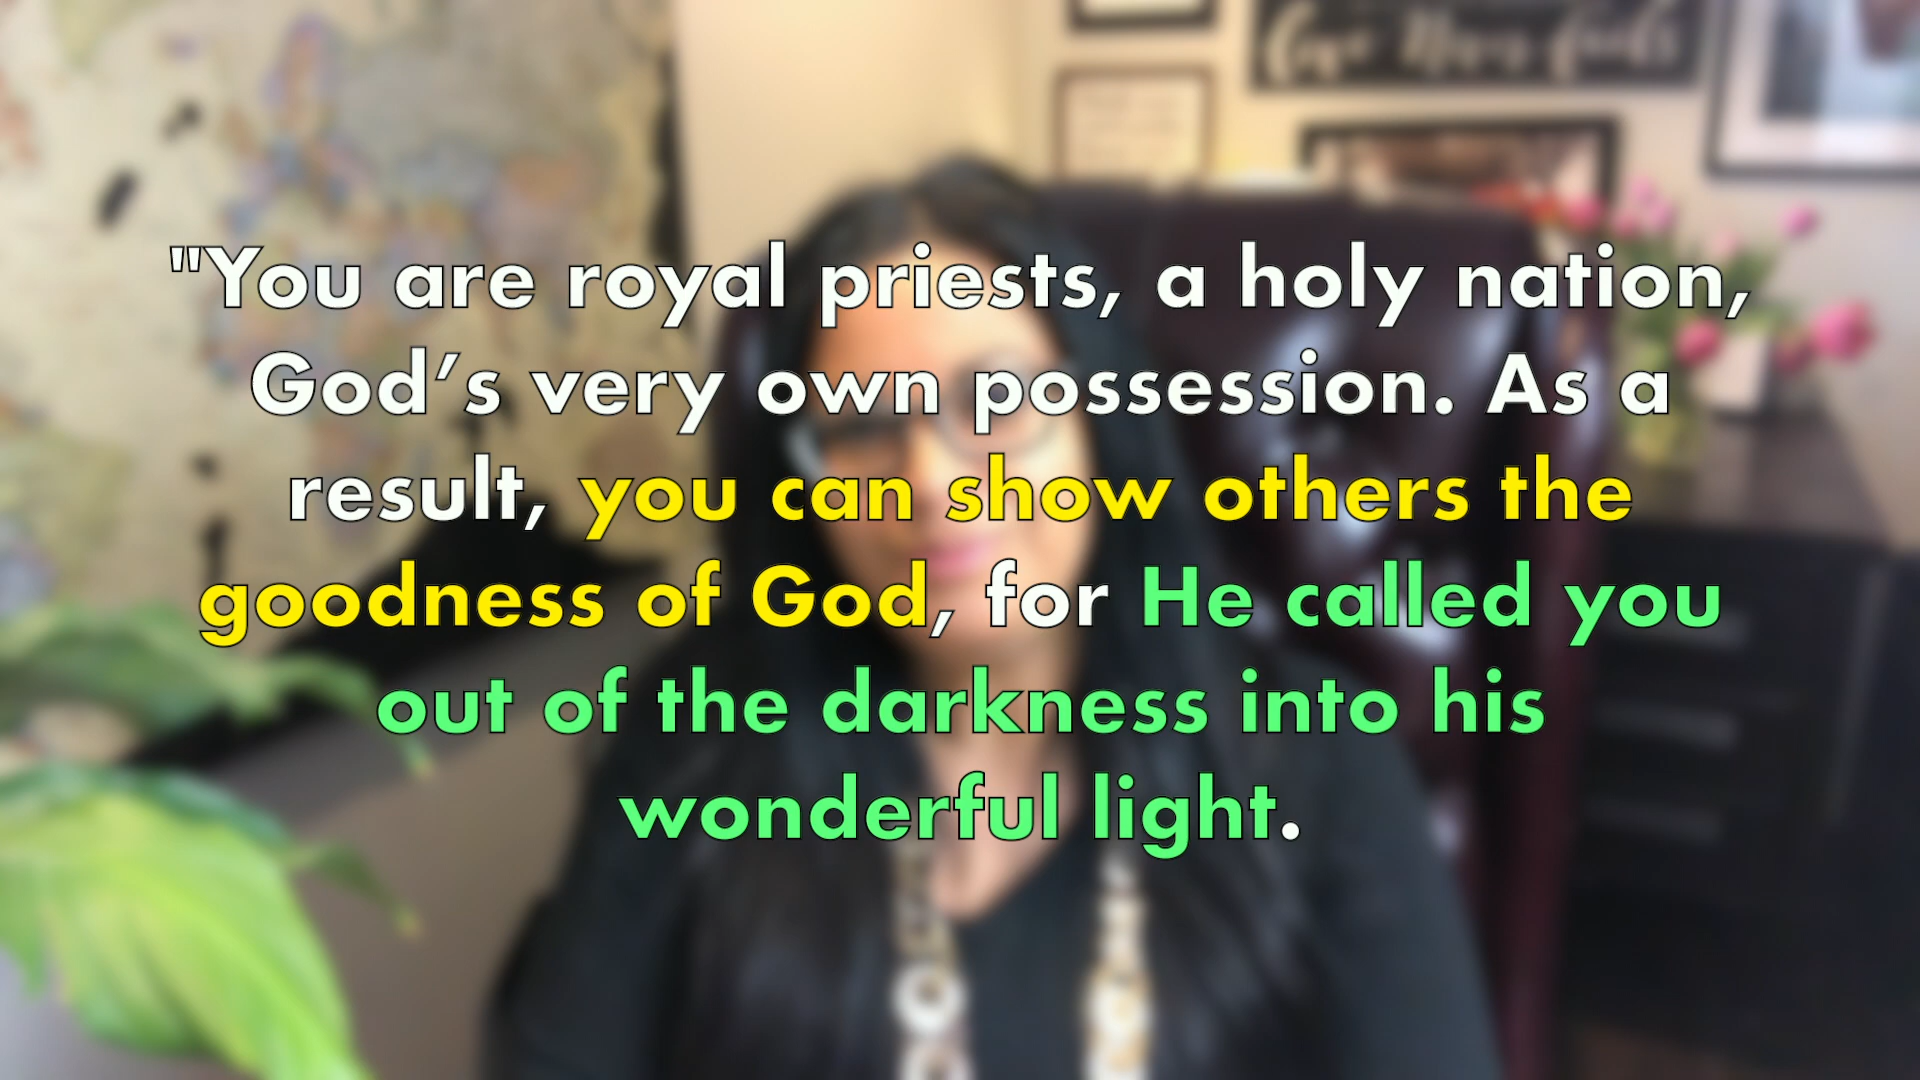 "You are royal priests, a holy nation,
God’s very own possession. As a
result, you can show others the
goodness of God, for He called you
out of the darkness into his
wonderful light.